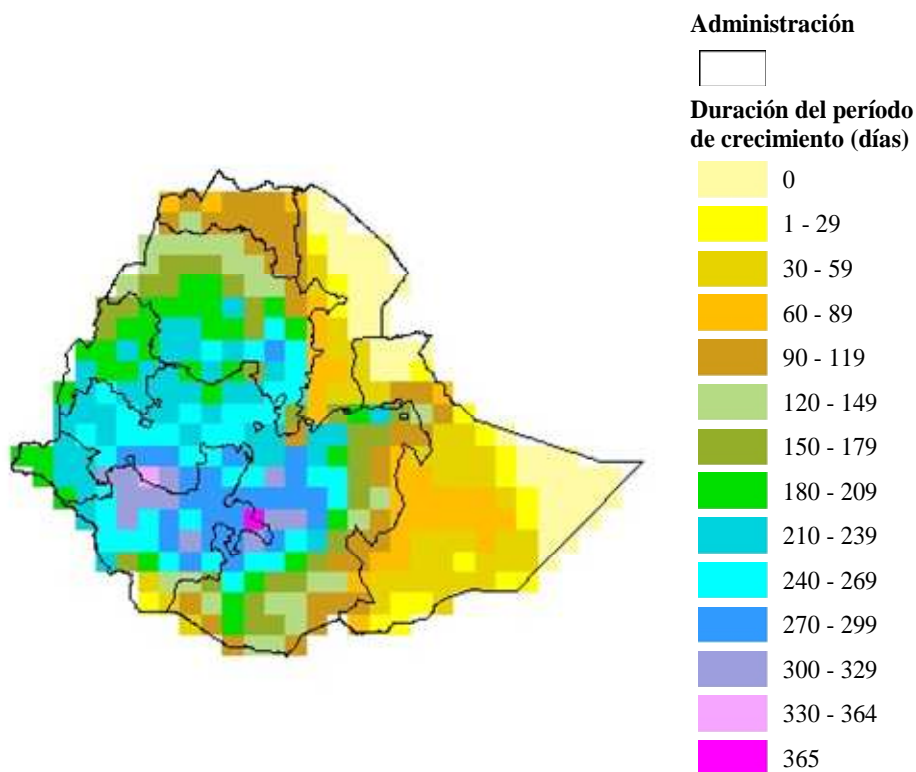 Administración
Duración del período
de crecimiento (días)
0
1 - 29
30 - 59
60 - 89
90 - 119
120 - 149
150 - 179
180 - 209
210 - 239
240 - 269
270 - 299
300 - 329
330 - 364
365